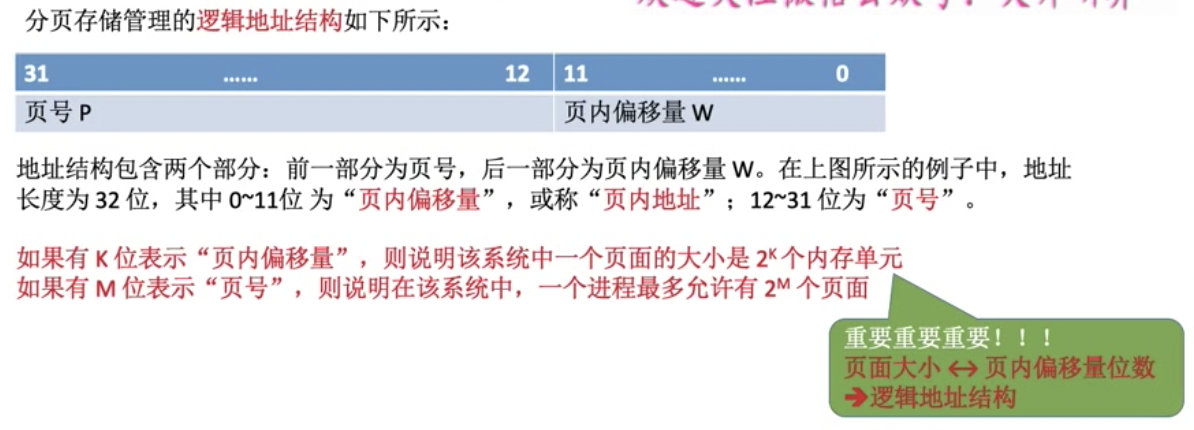 分页存储管理的逻辑地址结构如下所示：
31 …… 12 11 …… 0
页号 P 页内偏移量 W
地址结构包含两个部分：前一部分为页号，后一部分为页内偏移量 W。在上图所示的例子中，地址
长度为 32 位，其中 0~11位 为“页内偏移量”，或称“页内地址”；12~31 位为“页号”。
如果有 K 位表示“页内偏移量”，则说明该系统中一个页面的大小是 2ᴷ 个内存单元
如果有 M 位表示“页号”，则说明在该系统中，一个进程最多允许有 2ᴹ 个页面
重要重要重要！！！
页面大小 ↔ 页内偏移量位数
➔逻辑地址结构